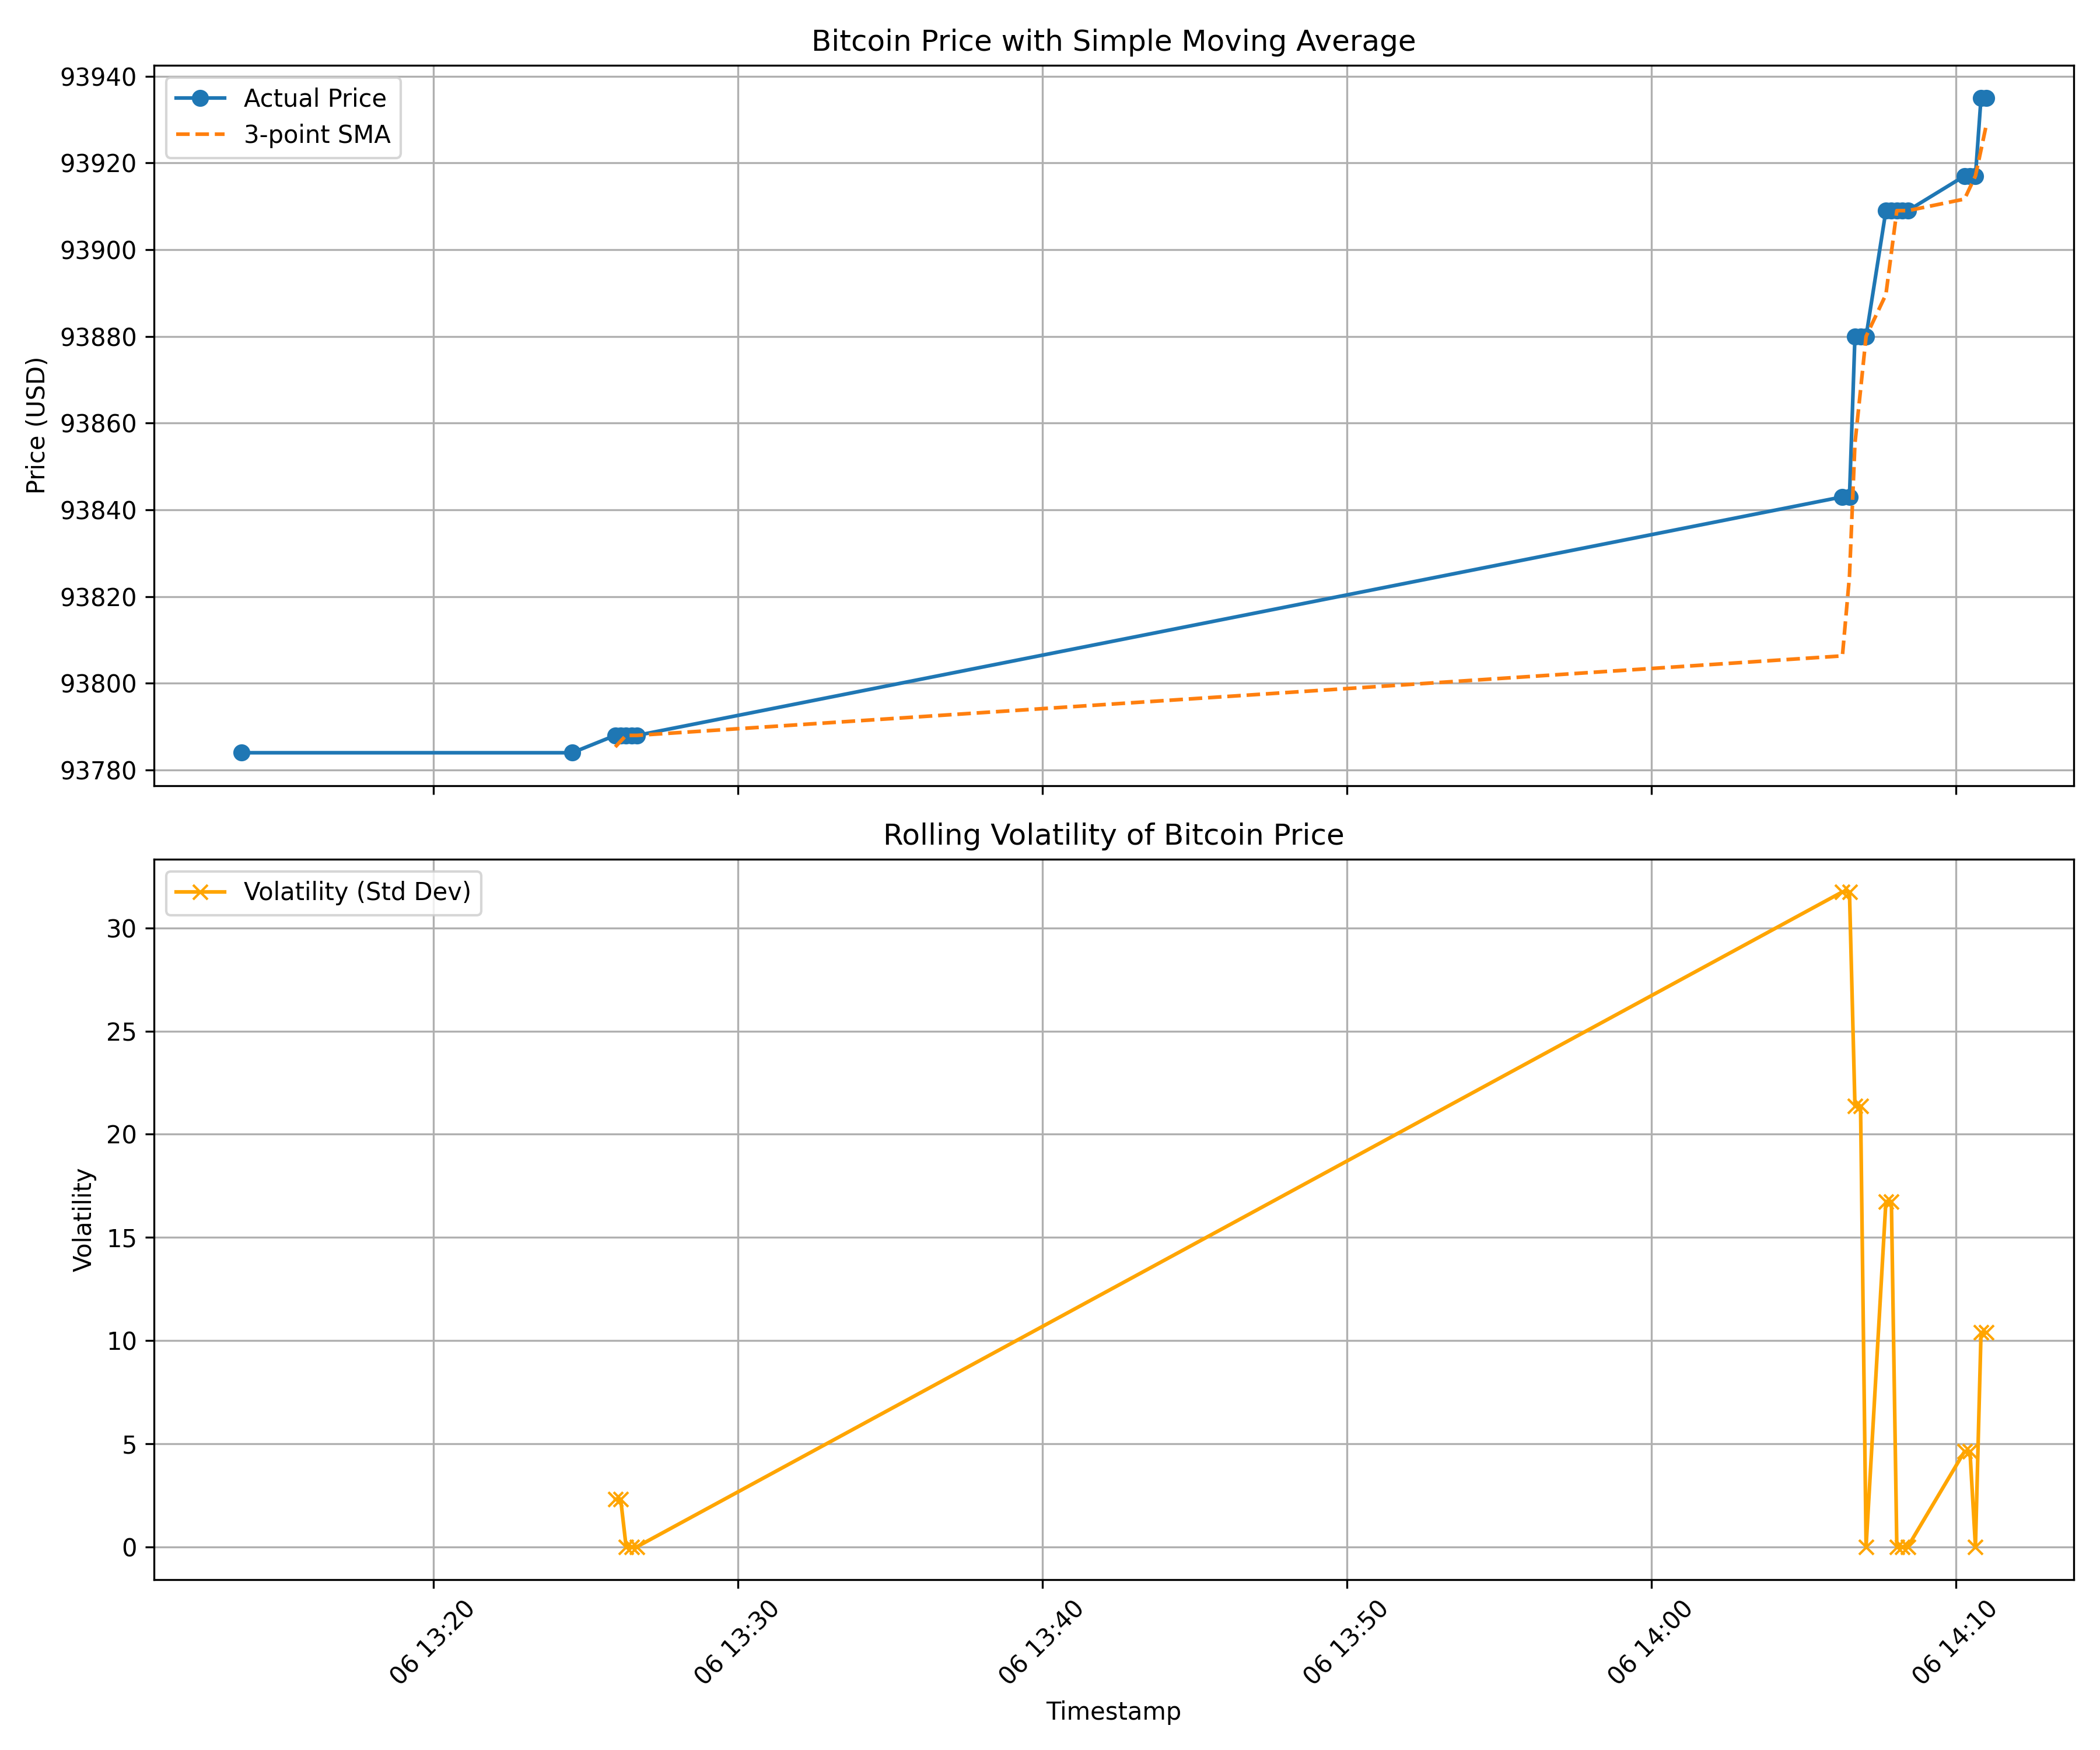 Bitcoin Price with Simple Moving Average
Actual Price
3-point SMA
93940
93920
93900
93880
93860
93840
93820
93800
93780
Price (USD)
Rolling Volatility of Bitcoin Price
Volatility (Std Dev)
30
25
20
15
10
5
0
Volatility
06 13:20
06 13:30
06 13:40
06 13:50
06 14:00
06 14:10
Timestamp